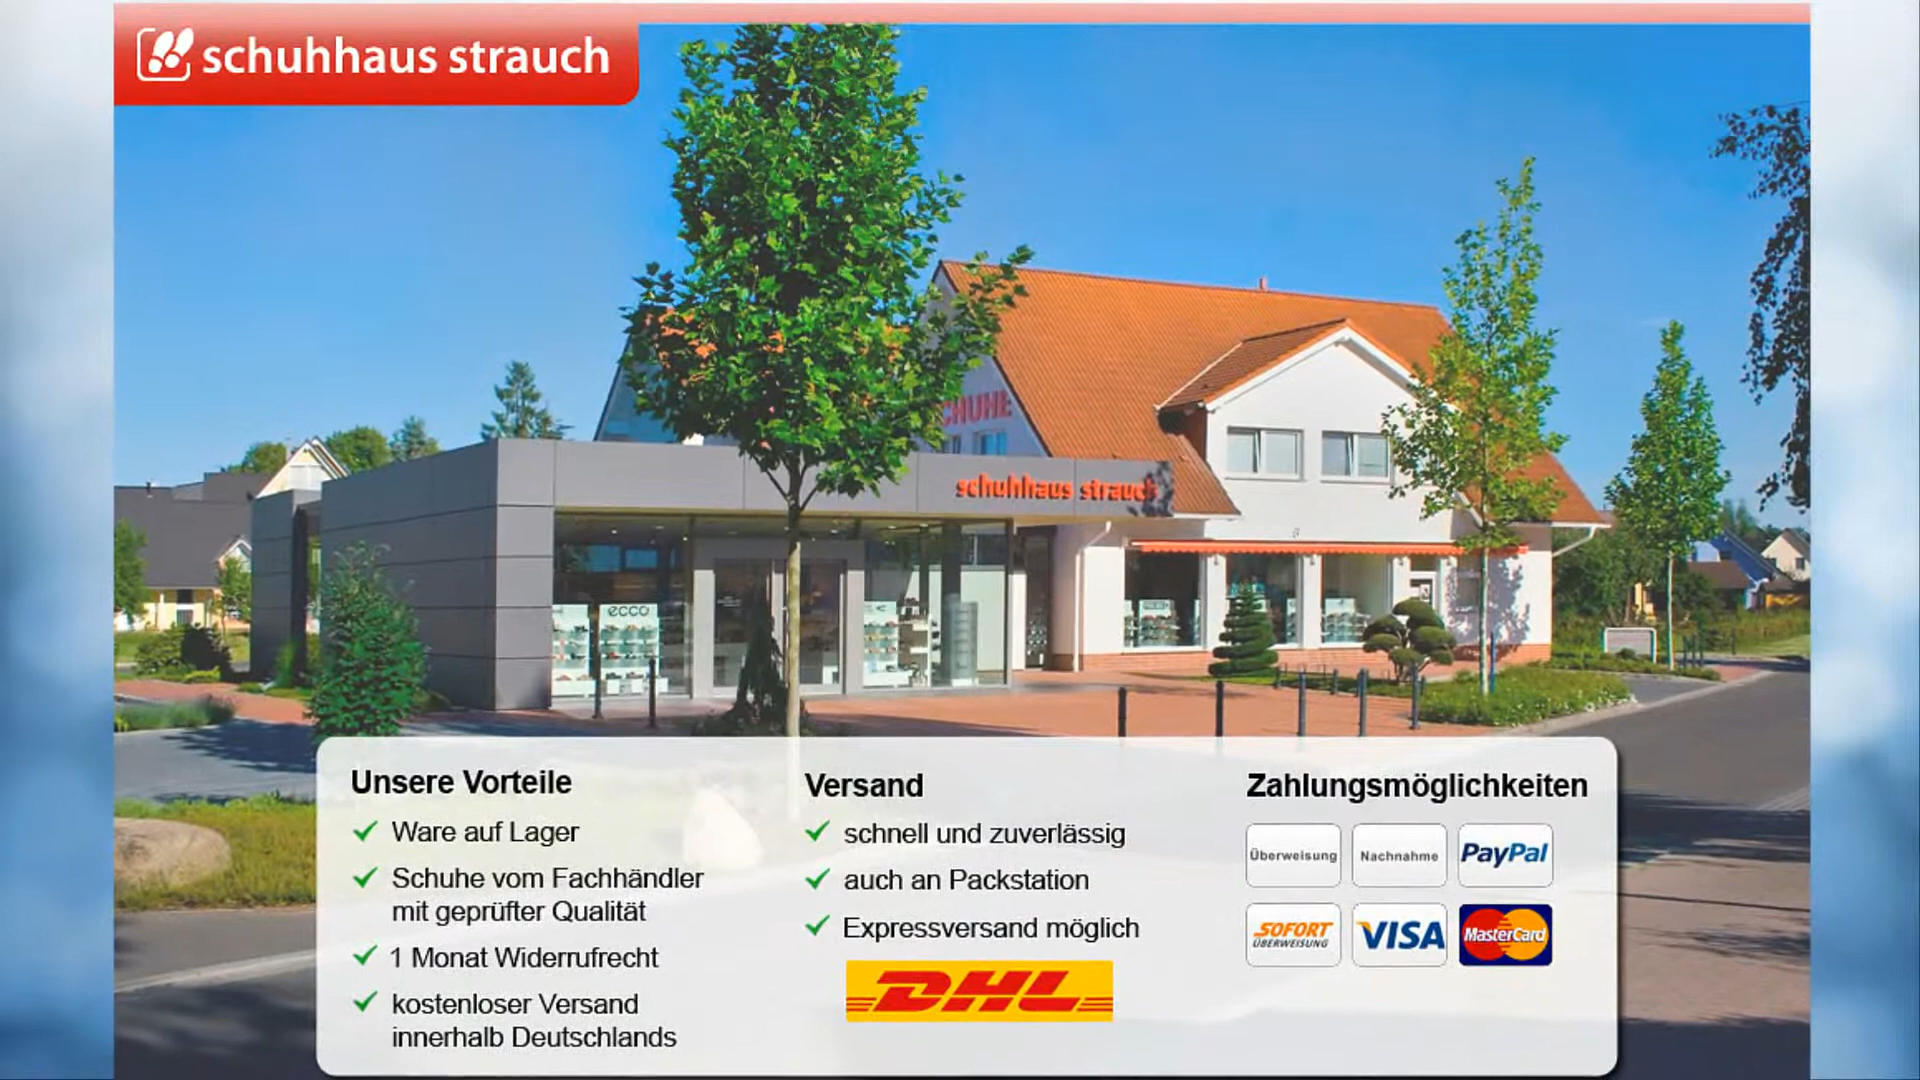 schuhhaus strauch
CHUHE
schuhhaus strauch
ecco
Unsere Vorteile
Ware auf Lager
Schuhe vom Fachhändler
mit geprüfter Qualität
1 Monat Widerrufrecht
kostenloser Versand
innerhalb Deutschlands
Versand
schnell und zuverlässig
auch an Packstation
Expressversand möglich
DHL
Zahlungsmöglichkeiten
Überweisung
Nachnahme
PayPal
SOFORT
ÜBERWEISUNG
VISA
MasterCard